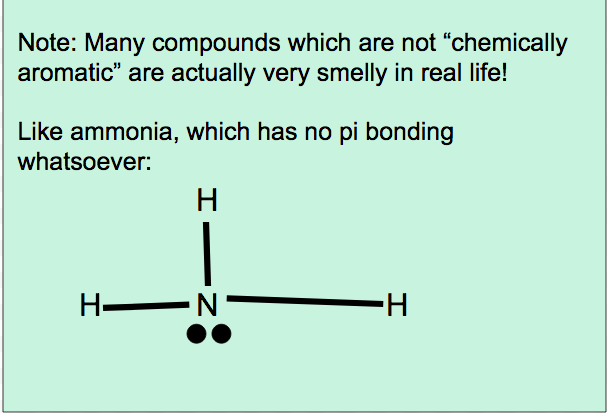 Note: Many compounds which are not “chemically
aromatic” are actually very smelly in real life!
Like ammonia, which has no pi bonding
whatsoever:
H
H N H